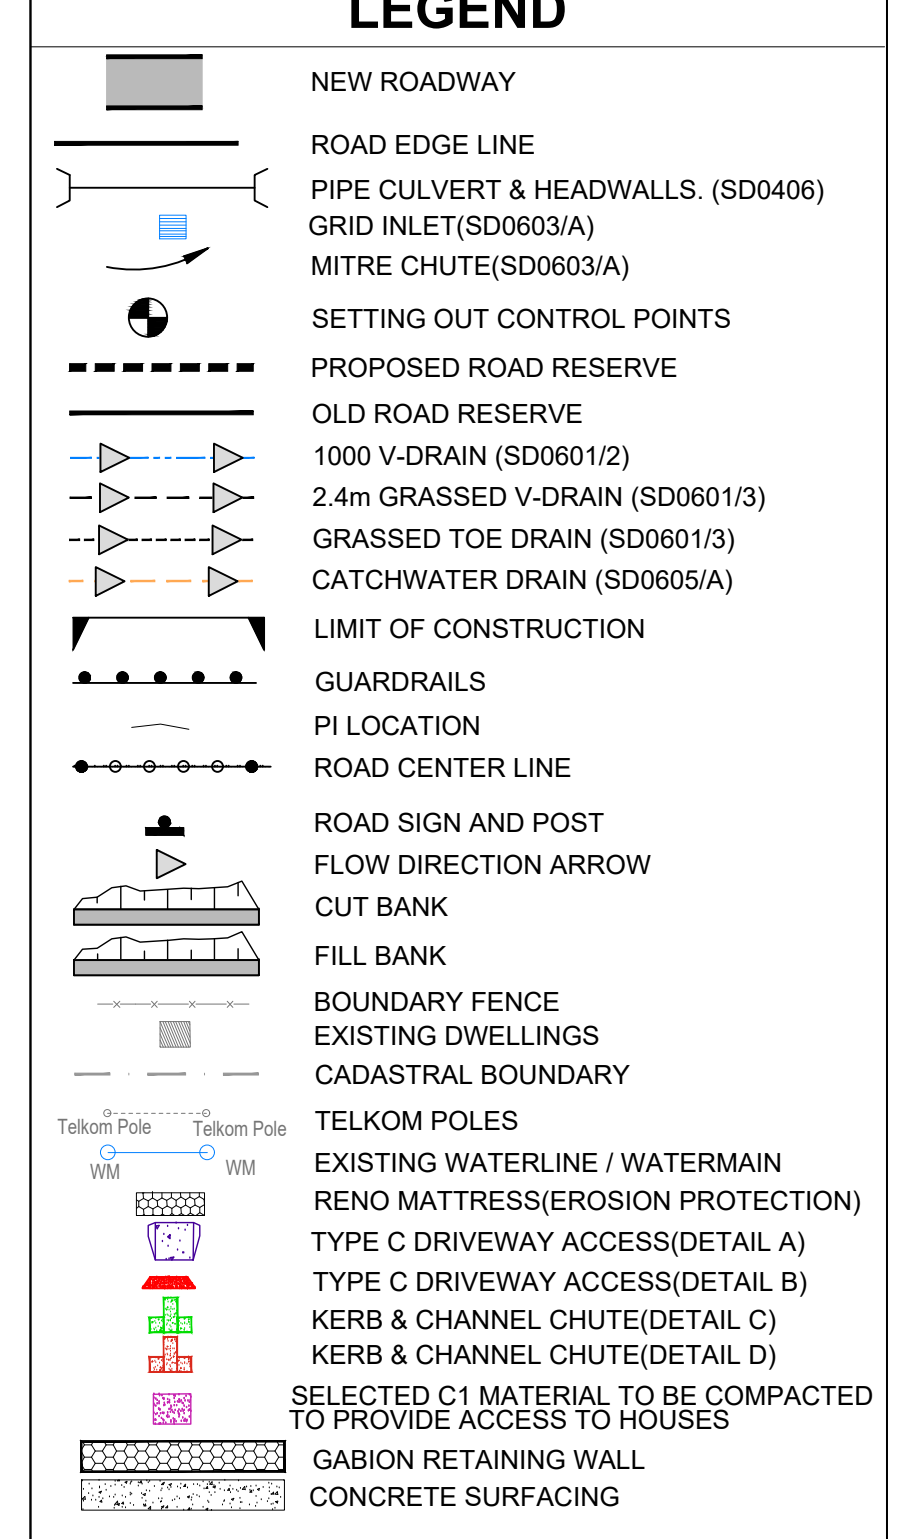 LEGEND
NEW ROADWAY
ROAD EDGE LINE
PIPE CULVERT & HEADWALLS. (SD0406)
GRID INLET(SD0603/A)
MITRE CHUTE(SD0603/A)
SETTING OUT CONTROL POINTS
PROPOSED ROAD RESERVE
OLD ROAD RESERVE
1000 V-DRAIN (SD0601/2)
2.4m GRASSED V-DRAIN (SD0601/3)
GRASSED TOE DRAIN (SD0601/3)
CATCHWATER DRAIN (SD0605/A)
LIMIT OF CONSTRUCTION
GUARDRAILS
PI LOCATION
ROAD CENTER LINE
ROAD SIGN AND POST
FLOW DIRECTION ARROW
CUT BANK
FILL BANK
BOUNDARY FENCE
EXISTING DWELLINGS
CADASTRAL BOUNDARY
Telkom Pole Telkom Pole TELKOM POLES
WM WM EXISTING WATERLINE / WATERMAIN
RENO MATTRESS(EROSION PROTECTION)
TYPE C DRIVEWAY ACCESS(DETAIL A)
TYPE C DRIVEWAY ACCESS(DETAIL B)
KERB & CHANNEL CHUTE(DETAIL C)
KERB & CHANNEL CHUTE(DETAIL D)
SELECTED C1 MATERIAL TO BE COMPACTED
TO PROVIDE ACCESS TO HOUSES
GABION RETAINING WALL
CONCRETE SURFACING